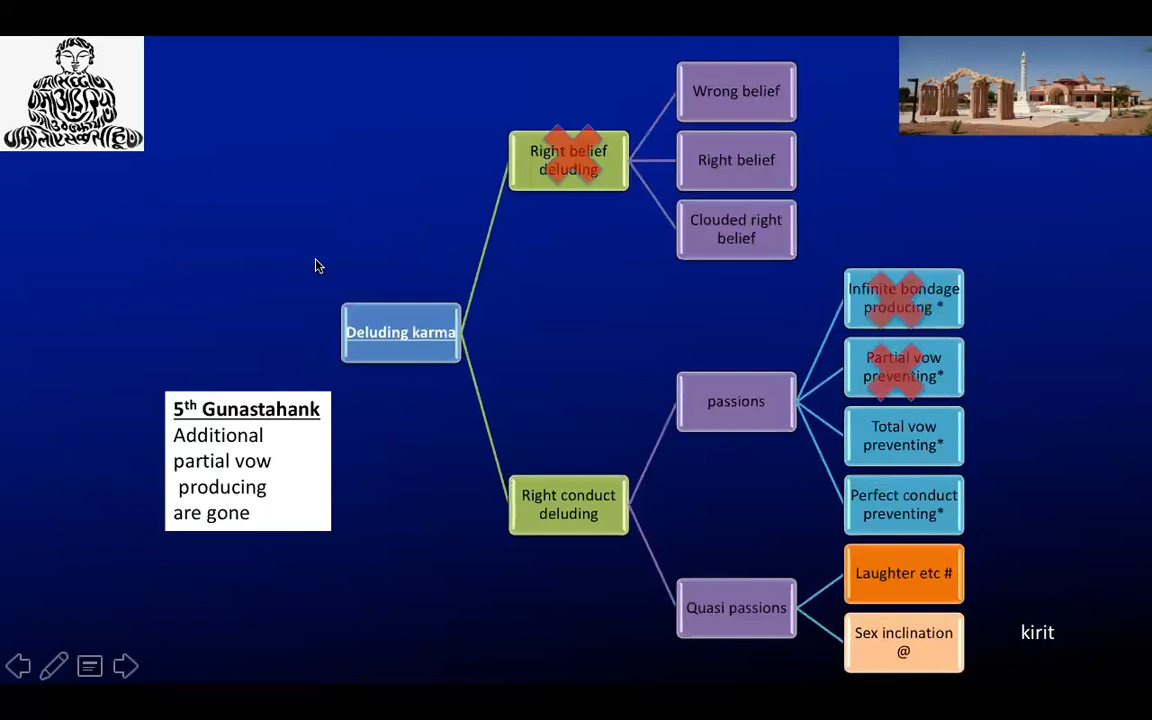 Wrong belief
Right belief
deluding
Right belief
Clouded right
belief
Infinite bondage
producing *
Deluding karma
Partial vow
preventing*
5th Gunastahank
Additional
partial vow
producing
are gone
passions
Total vow
preventing*
Right conduct
deluding
Perfect conduct
preventing*
Laughter etc #
Quasi passions
Sex inclination
@
kirit